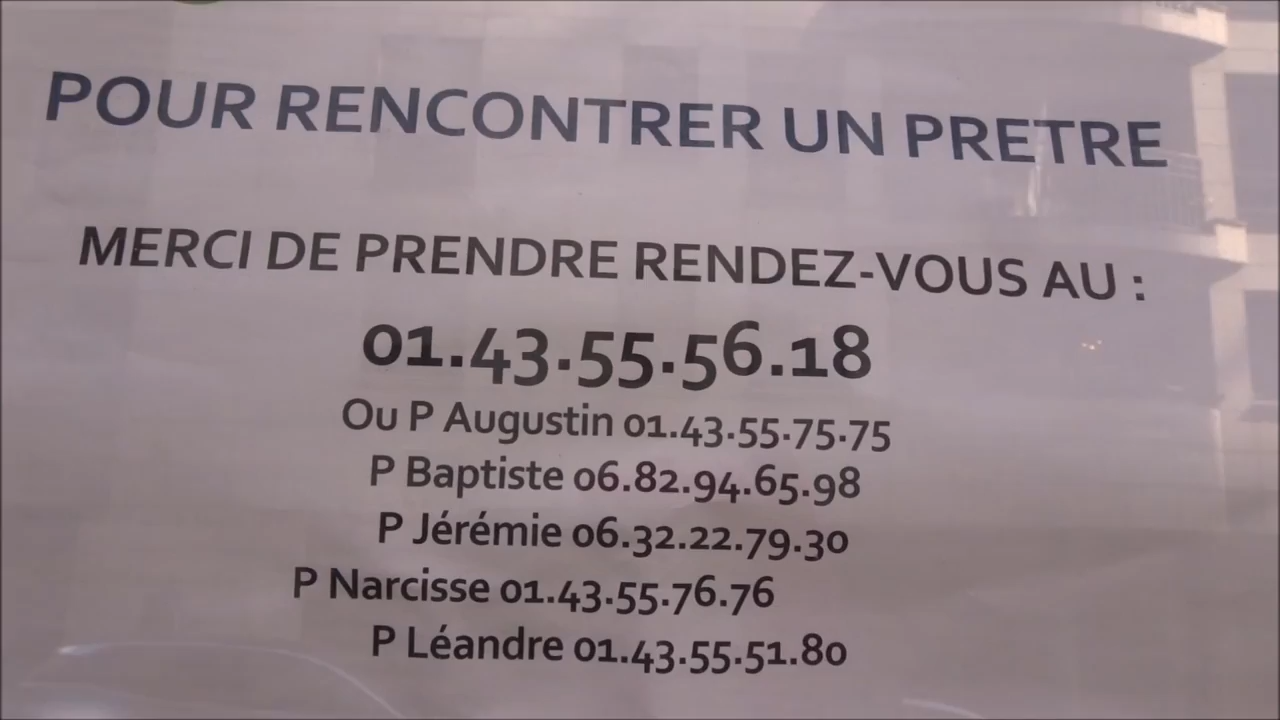 POUR RENCONTRER UN PRETRE
MERCI DE PRENDRE RENDEZ-VOUS AU :
01.43.55.56.18
Ou P Augustin 01.43.55.75.75
P Baptiste 06.82.94.65.98
P Jérémie 06.32.22.79.30
P Narcisse 01.43.55.76.76
P Léandre 01.43.55.51.80